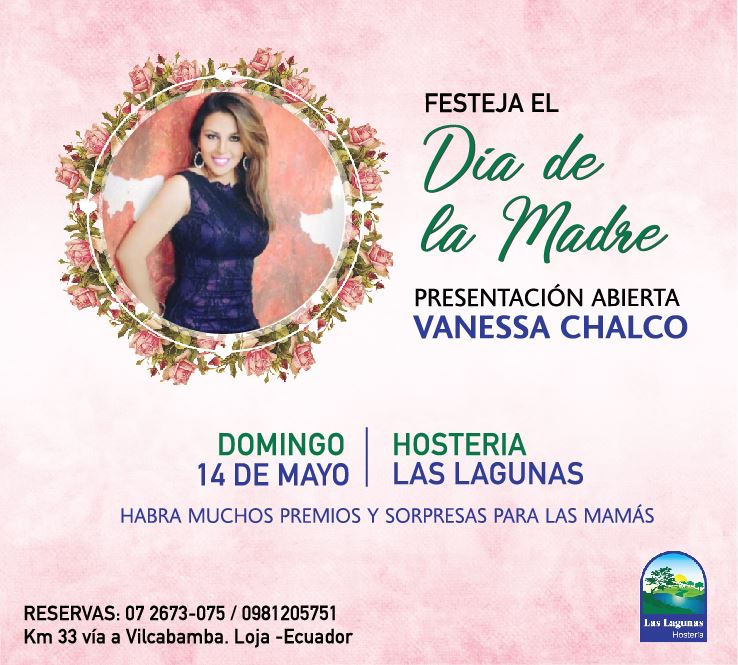 FESTEJA EL
Día de
la Madre
PRESENTACIÓN ABIERTA
VANESSA CHALCO
DOMINGO
14 DE MAYO
HOSTERIA
LAS LAGUNAS
HABRA MUCHOS PREMIOS Y SORPRESAS PARA LAS MAMÁS
RESERVAS: 07 2673-075 / 0981205751
Km 33 vía a Vilcabamba. Loja -Ecuador
Las Lagunas
Hostería